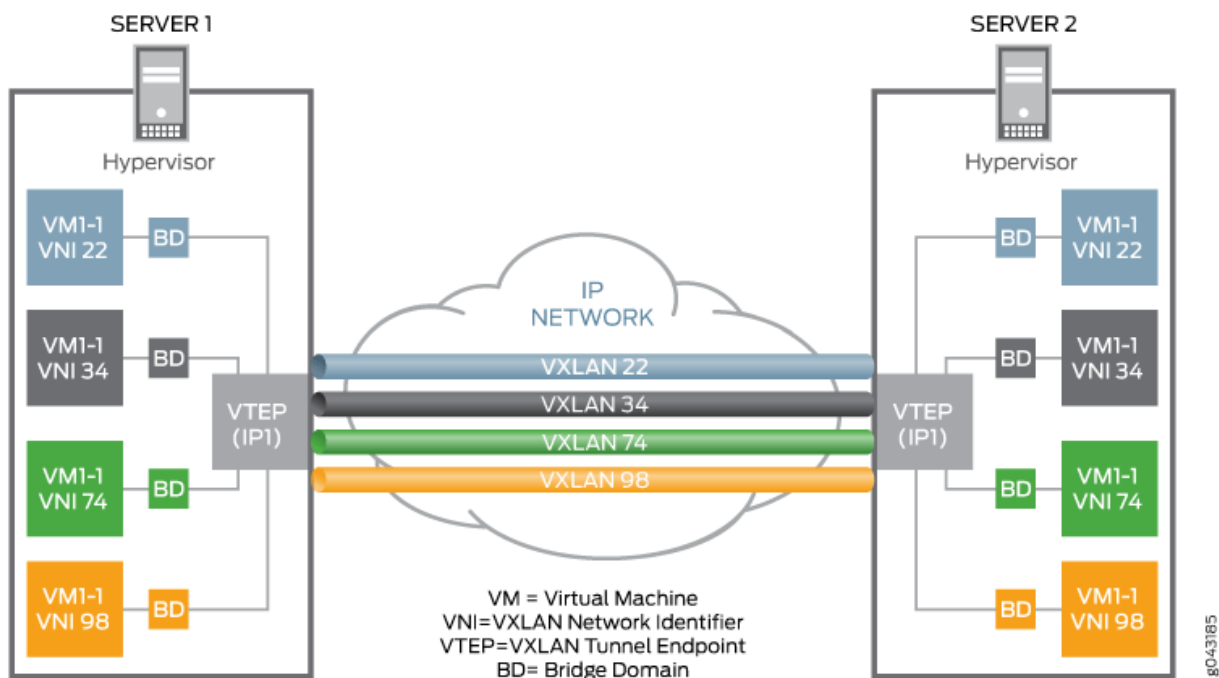 SERVER 1
Hypervisor
VM1-1
VNI 22
BD
VM1-1
VNI 34
BD
VM1-1
VNI 74
BD
VM1-1
VNI 98
BD
VTEP
(IP1)
IP
NETWORK
VXLAN 22
VXLAN 34
VXLAN 74
VXLAN 98
SERVER 2
Hypervisor
BD
VM1-1
VNI 22
BD
VM1-1
VNI 34
VTEP
(IP1)
BD
VM1-1
VNI 74
BD
VM1-1
VNI 98
VM = Virtual Machine
VNI=VXLAN Network Identifier
VTEP=VXLAN Tunnel Endpoint
BD= Bridge Domain
g043185